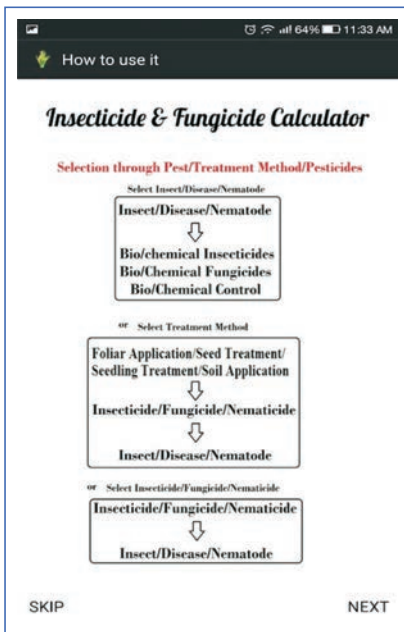 64% 11:33 AM
How to use it
Insecticide & Fungicide Calculator
Selection through Pest/Treatment Method/Pesticides
Select Insect/Disease/Nematode
Insect/Disease/Nematode
Bio/chemical Insecticides
Bio/Chemical Fungicides
Bio/Chemical Control
or Select Treatment Method
Foliar Application/Seed Treatment/
Seedling Treatment/Soil Application
Insecticide/Fungicide/Nematicide
Insect/Disease/Nematode
or Select Insecticide/Fungicide/Nematicide
Insecticide/Fungicide/Nematicide
Insect/Disease/Nematode
SKIP NEXT